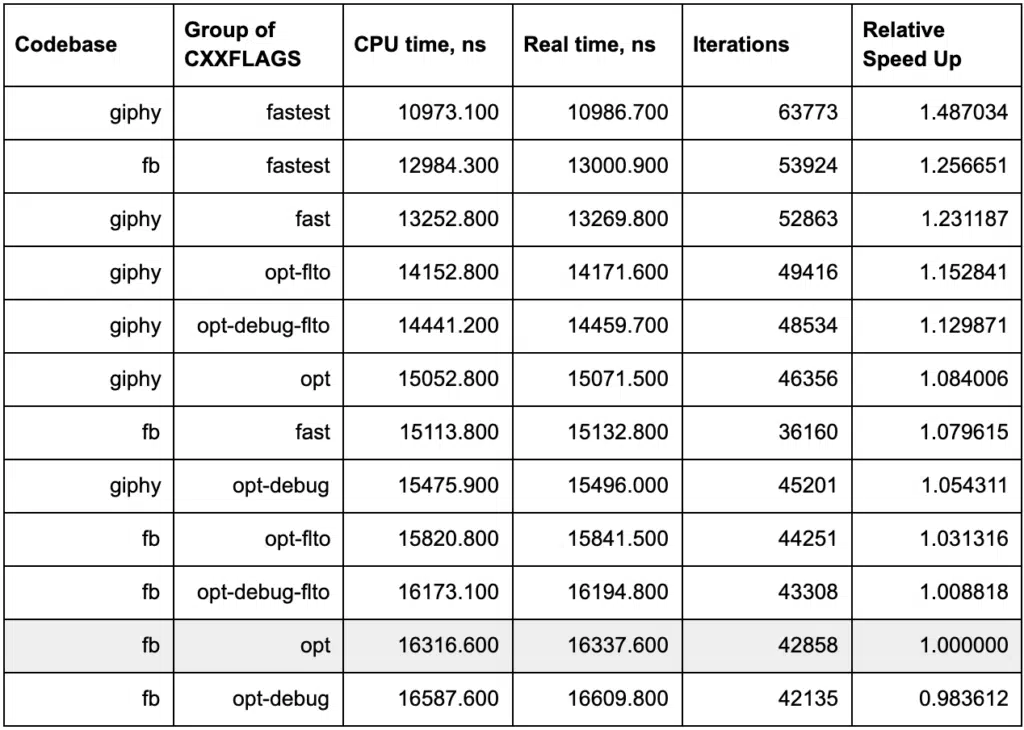 Codebase Group of CXXFLAGS CPU time, ns Real time, ns Iterations Relative Speed Up
giphy fastest 10973.100 10986.700 63773 1.487034
fb fastest 12984.300 13000.900 53924 1.256651
giphy fast 13252.800 13269.800 52863 1.231187
giphy opt-flto 14152.800 14171.600 49416 1.152841
giphy opt-debug-flto 14441.200 14459.700 48534 1.129871
giphy opt 15052.800 15071.500 46356 1.084006
fb fast 15113.800 15132.800 36160 1.079615
giphy opt-debug 15475.900 15496.000 45201 1.054311
fb opt-flto 15820.800 15841.500 44251 1.031316
fb opt-debug-flto 16173.100 16194.800 43308 1.008818
fb opt 16316.600 16337.600 42858 1.000000
fb opt-debug 16587.600 16609.800 42135 0.983612